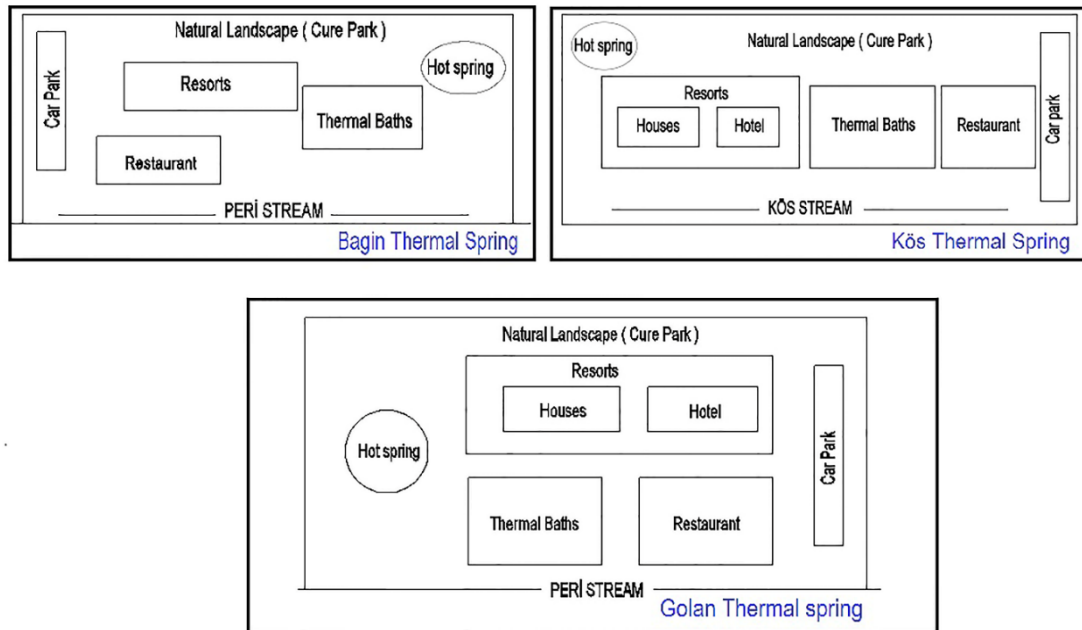 Natural Landscape ( Cure Park )
Car Park
Resorts
Hot spring
Thermal Baths
Restaurant
PERİ STREAM
Bagin Thermal Spring
Hot spring
Natural Landscape ( Cure Park )
Resorts
Houses
Hotel
Thermal Baths
Restaurant
Car park
KÖS STREAM
Kös Thermal Spring
Natural Landscape ( Cure Park )
Resorts
Houses
Hotel
Hot spring
Car Park
Thermal Baths
Restaurant
PERİ STREAM
Golan Thermal spring